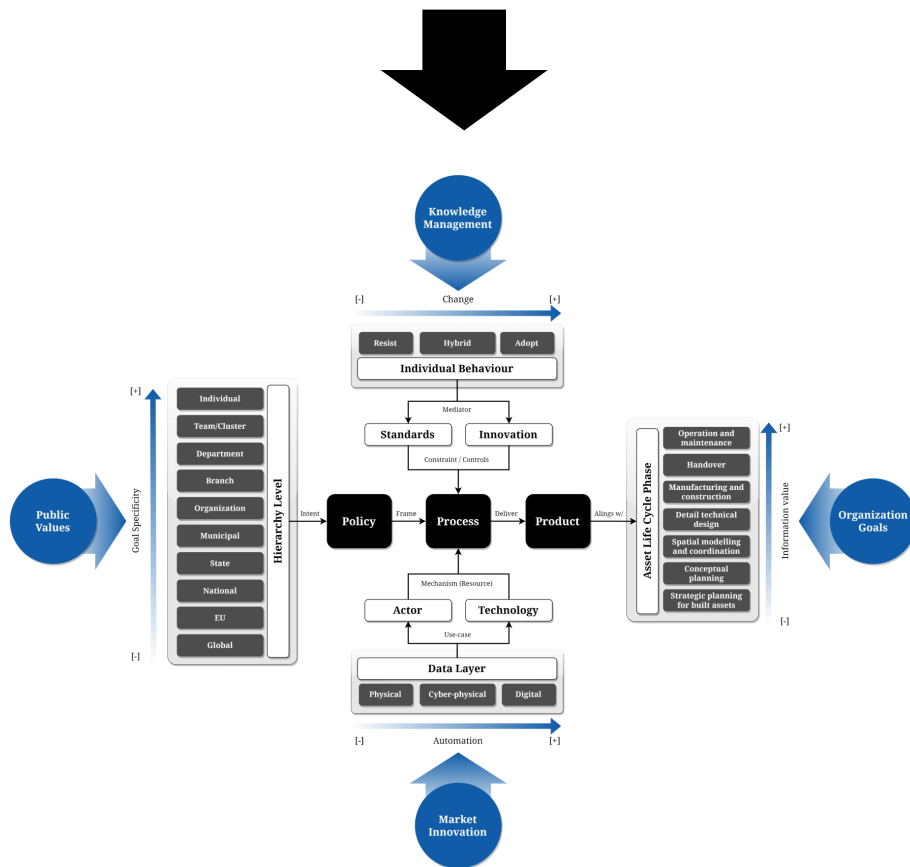 Knowledge
Management
[-]
Change
[+]
Resist
Hybrid
Adopt
Individual Behaviour
Mediator
Standards
Innovation
Constraint / Controls
Public
Values
[+]
Goal Specificity
[-]
Individual
Team/Cluster
Department
Branch
Organization
Municipal
State
National
EU
Global
Hierarchy Level
Intent
Policy
Frame
Process
Deliver
Product
Alings w/
Asset Life Cycle Phase
Operation and
maintenance
Handover
Manufacturing and
construction
Detail technical
design
Spatial modelling
and coordination
Conceptual
planning
Strategic planning
for built assets
[+]
Information value
[-]
Organization
Goals
Mechanism (Resource)
Actor
Technology
Use-case
Data Layer
Physical
Cyber-physical
Digital
[-]
Automation
[+]
Market
Innovation